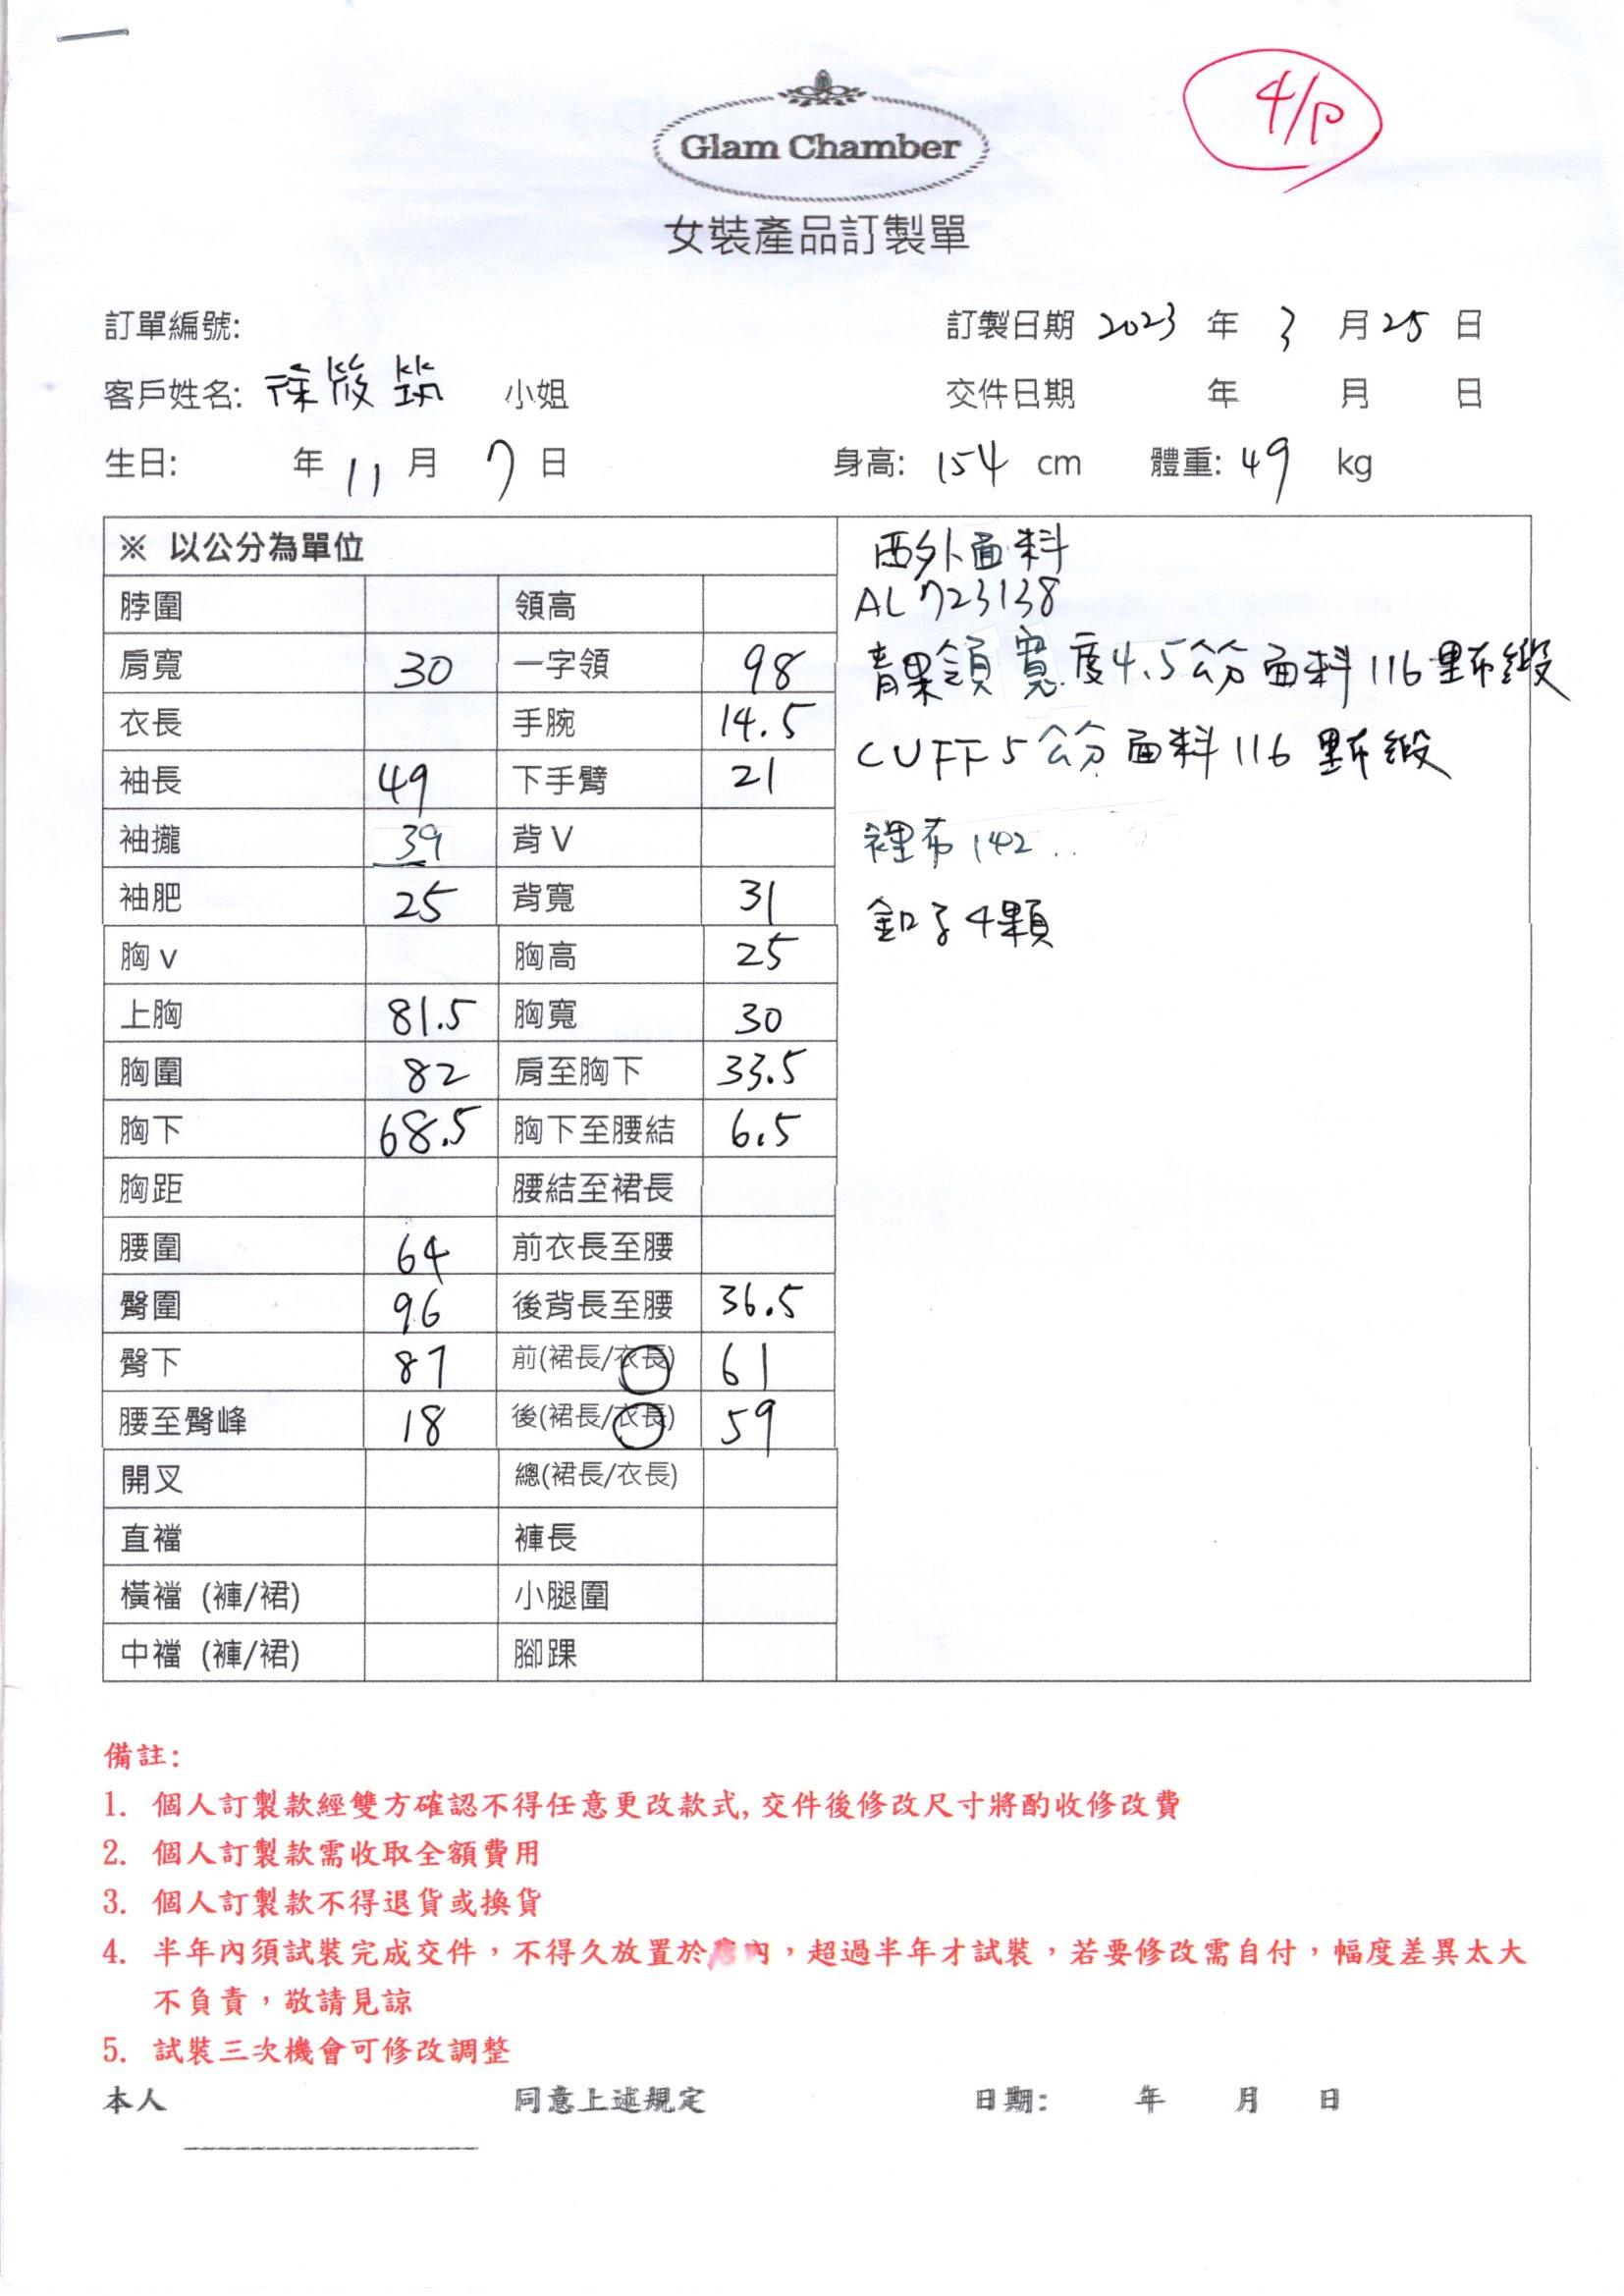 4/10
Glam Chamber
女裝產品訂製單
訂單編號: 訂製日期 2023 年 3 月 25 日
客戶姓名: 徐筱筑 小姐 交件日期 年 月 日
生日: 年 11 月 7 日 身高: 154 cm 體重: 49 kg
※ 以公分為單位
脖圍 領高
肩寬 30 一字領 98
衣長 手腕 14.5
袖長 49 下手臂 21
袖攏 39 背V
袖肥 25 背寬 31
胸v 胸高 25
上胸 81.5 胸寬 30
胸圍 82 肩至胸下 33.5
胸下 68.5 胸下至腰結 6.5
胸距 腰結至裙長
腰圍 64 前衣長至腰
臀圍 96 後背長至腰 36.5
臀下 87 前(裙長/衣長) 61
腰至臀峰 18 後(裙長/衣長) 59
開叉 總(裙長/衣長)
直襠 褲長
橫襠 (褲/裙) 小腿圍
中襠 (褲/裙) 腳踝
西外面料
AL723138
青果領寬度4.5公分面料116黑布緞
CUFF5公分面料116黑布緞
裡布142
釦子4顆
備註:
1. 個人訂製款經雙方確認不得任意更改款式,交件後修改尺寸將酌收修改費
2. 個人訂製款需收取全額費用
3. 個人訂製款不得退貨或換貨
4. 半年內須試裝完成交件，不得久放置於店內，超過半年才試裝，若要修改需自付，幅度差異太大
不負責，敬請見諒
5. 試裝三次機會可修改調整
本人 同意上述規定 日期: 年 月 日